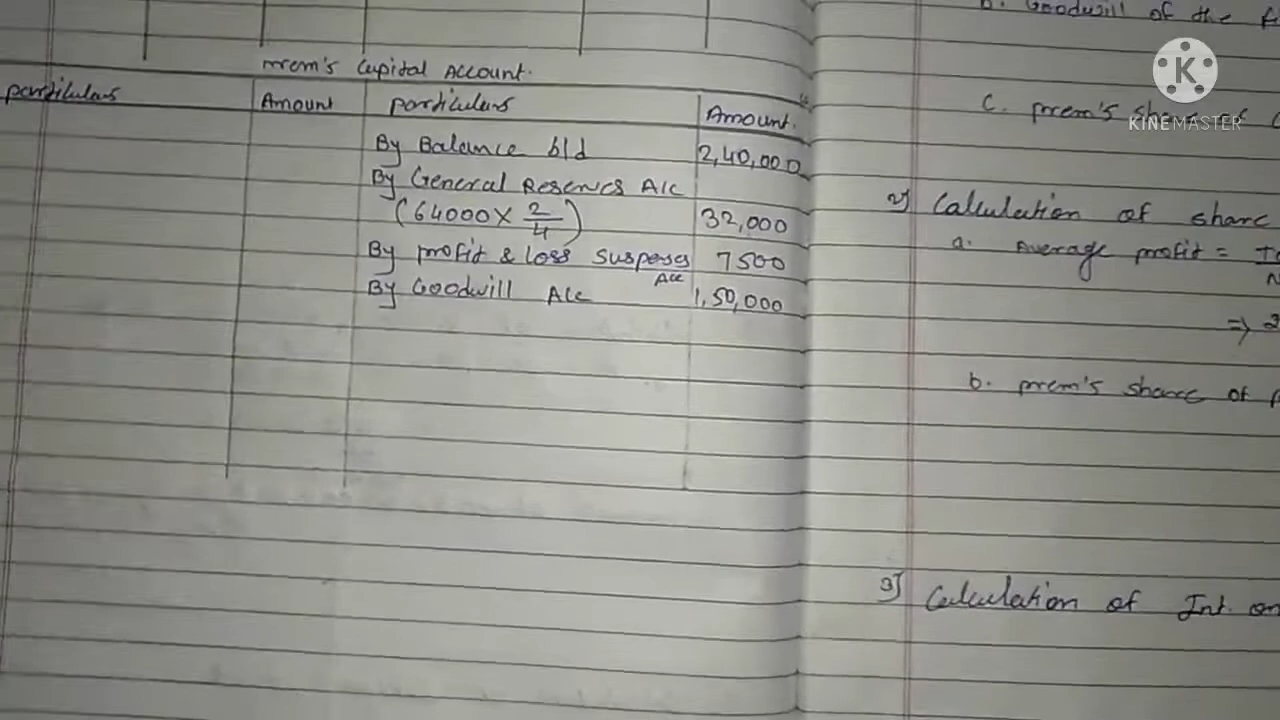 Prem's Capital Account.
particulars Amount particulars Amount.
By Balance b/d 2,40,000
By General Reserves A/c
(64000 × 2/4) 32,000
By profit & loss suspenses 7500
A/c
By Goodwill A/c 1,50,000
b. Goodwill of the
c. prem's share of
KINEMASTER
2) Calculation of share
a. Average profit =
=>
b. prem's share of
3) Calculation of Int. on